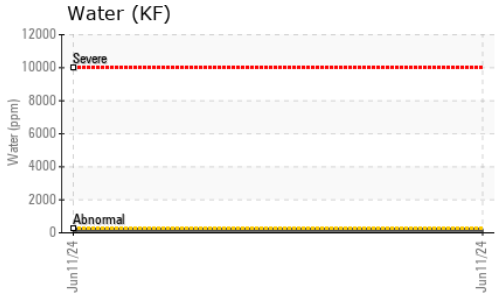 Water (KF)
12000
Severe
10000
8000
6000
4000
2000
Abnormal
0
Water (ppm)
Jun11/24
Jun11/24